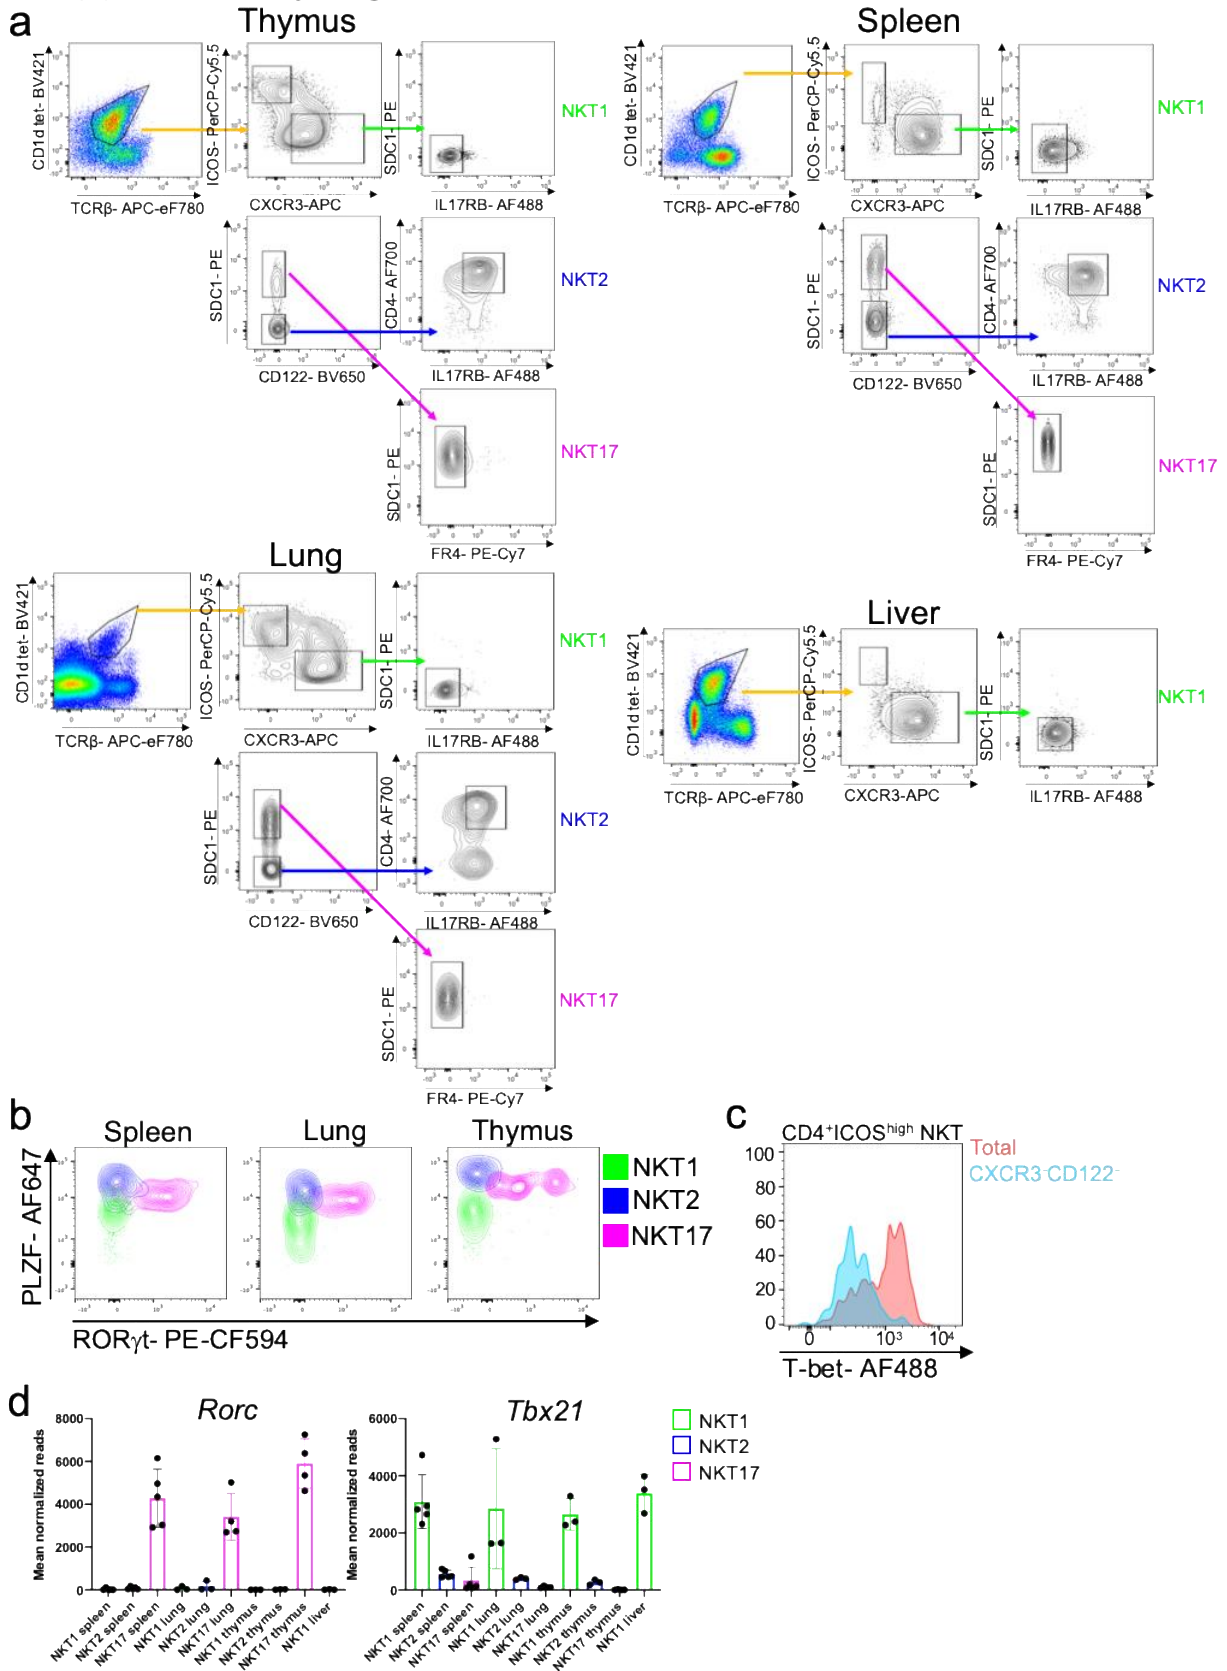 a
Thymus
Spleen
CD1d tet- BV421
TCRβ- APC-eF780
ICOS- PerCP-Cy5.5
CXCR3-APC
SDC1- PE
IL17RB- AF488
NKT1
SDC1- PE
CD122- BV650
CD4- AF700
IL17RB- AF488
NKT2
SDC1- PE
FR4- PE-Cy7
NKT17
CD1d tet- BV421
TCRβ- APC-eF780
ICOS- PerCP-Cy5.5
CXCR3-APC
SDC1- PE
IL17RB- AF488
NKT1
SDC1- PE
CD122- BV650
CD4- AF700
IL17RB- AF488
NKT2
SDC1- PE
FR4- PE-Cy7
NKT17
Lung
CD1d tet- BV421
TCRβ- APC-eF780
ICOS- PerCP-Cy5.5
CXCR3-APC
SDC1- PE
IL17RB- AF488
NKT1
SDC1- PE
CD122- BV650
CD4- AF700
IL17RB- AF488
NKT2
SDC1- PE
FR4- PE-Cy7
NKT17
Liver
CD1d tet- BV421
TCRβ- APC-eF780
ICOS- PerCP-Cy5.5
CXCR3-APC
SDC1- PE
IL17RB- AF488
NKT1
b
Spleen
Lung
Thymus
PLZF- AF647
RORγt- PE-CF594
NKT1
NKT2
NKT17
c
CD4⁺ICOSʰⁱᵍʰ NKT
Total
CXCR3⁻CD122⁻
100
80
60
40
20
0
0 10³ 10⁴
T-bet- AF488
d
Rorc
Mean normalized reads
8000
6000
4000
2000
0
NKT1 spleen
NKT2 spleen
NKT17 spleen
NKT1 lung
NKT2 lung
NKT17 lung
NKT1 thymus
NKT2 thymus
NKT17 thymus
NKT1 liver
Tbx21
Mean normalized reads
6000
4000
2000
0
NKT1 spleen
NKT2 spleen
NKT17 spleen
NKT1 lung
NKT2 lung
NKT17 lung
NKT1 thymus
NKT2 thymus
NKT17 thymus
NKT1 liver
NKT1
NKT2
NKT17